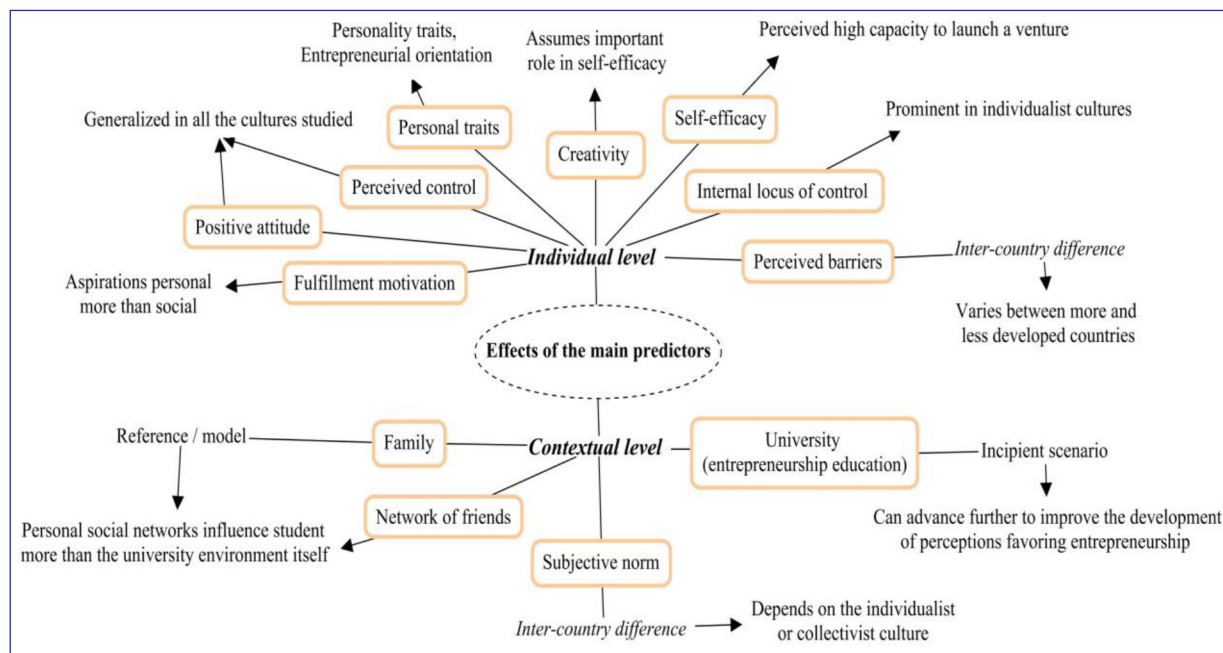 Personality traits,
Entrepreneurial orientation
Assumes important
role in self-efficacy
Perceived high capacity to launch a venture
Generalized in all the cultures studied
Personal traits
Creativity
Self-efficacy
Prominent in individualist cultures
Perceived control
Internal locus of control
Positive attitude
Individual level
Perceived barriers
Inter-country difference
Aspirations personal
more than social
Fulfillment motivation
Varies between more and
less developed countries
Effects of the main predictors
Reference / model
Family
Contextual level
University
(entrepreneurship education)
Incipient scenario
Personal social networks influence student
more than the university environment itself
Network of friends
Can advance further to improve the development
of perceptions favoring entrepreneurship
Subjective norm
Inter-country difference
Depends on the individualist
or collectivist culture